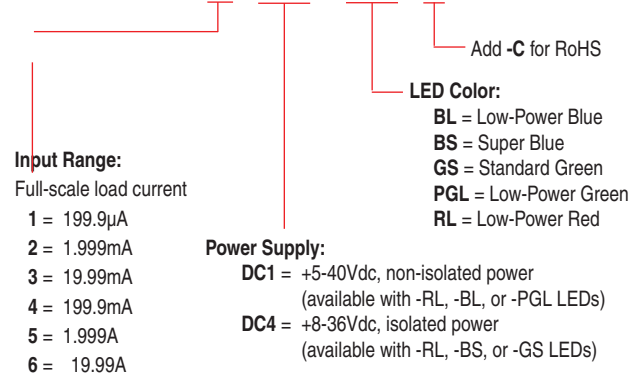 Add -C for RoHS
LED Color:
BL = Low-Power Blue
BS = Super Blue
GS = Standard Green
PGL = Low-Power Green
RL = Low-Power Red
Input Range:
Full-scale load current
1 = 199.9µA
2 = 1.999mA
3 = 19.99mA
4 = 199.9mA
5 = 1.999A
6 = 19.99A
Power Supply:
DC1 = +5-40Vdc, non-isolated power
(available with -RL, -BL, or -PGL LEDs)
DC4 = +8-36Vdc, isolated power
(available with -RL, -BS, or -GS LEDs)